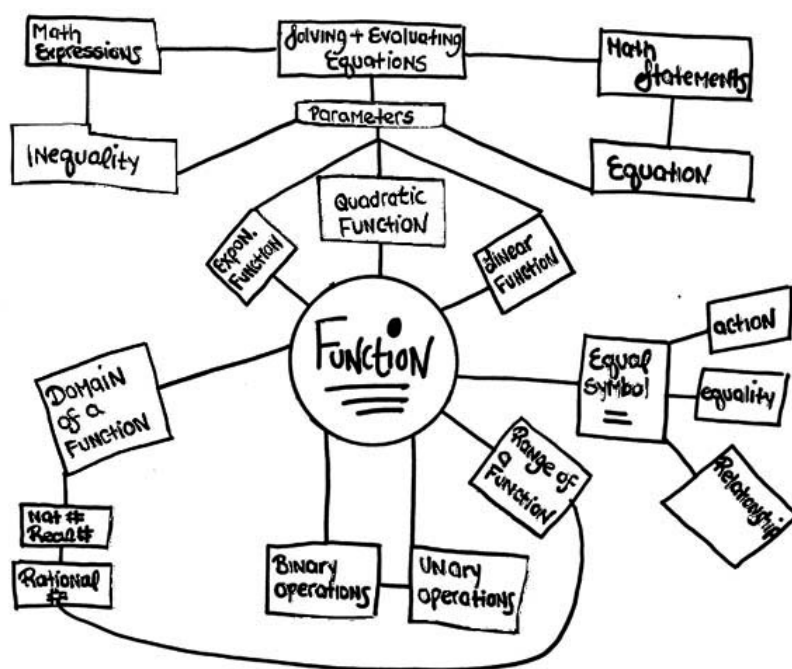 Math
Expressions
Solving + Evaluating
Equations
Math
Statements
Parameters
Inequality
Equation
Quadratic
Function
Expon.
Function
Linear
Function
Function
Domain
of a
Function
Equal
Symbol
=
action
equality
Relationship
Range of
a
Function
Nat #
Real #
Rational
#
Binary
operations
Unary
operations